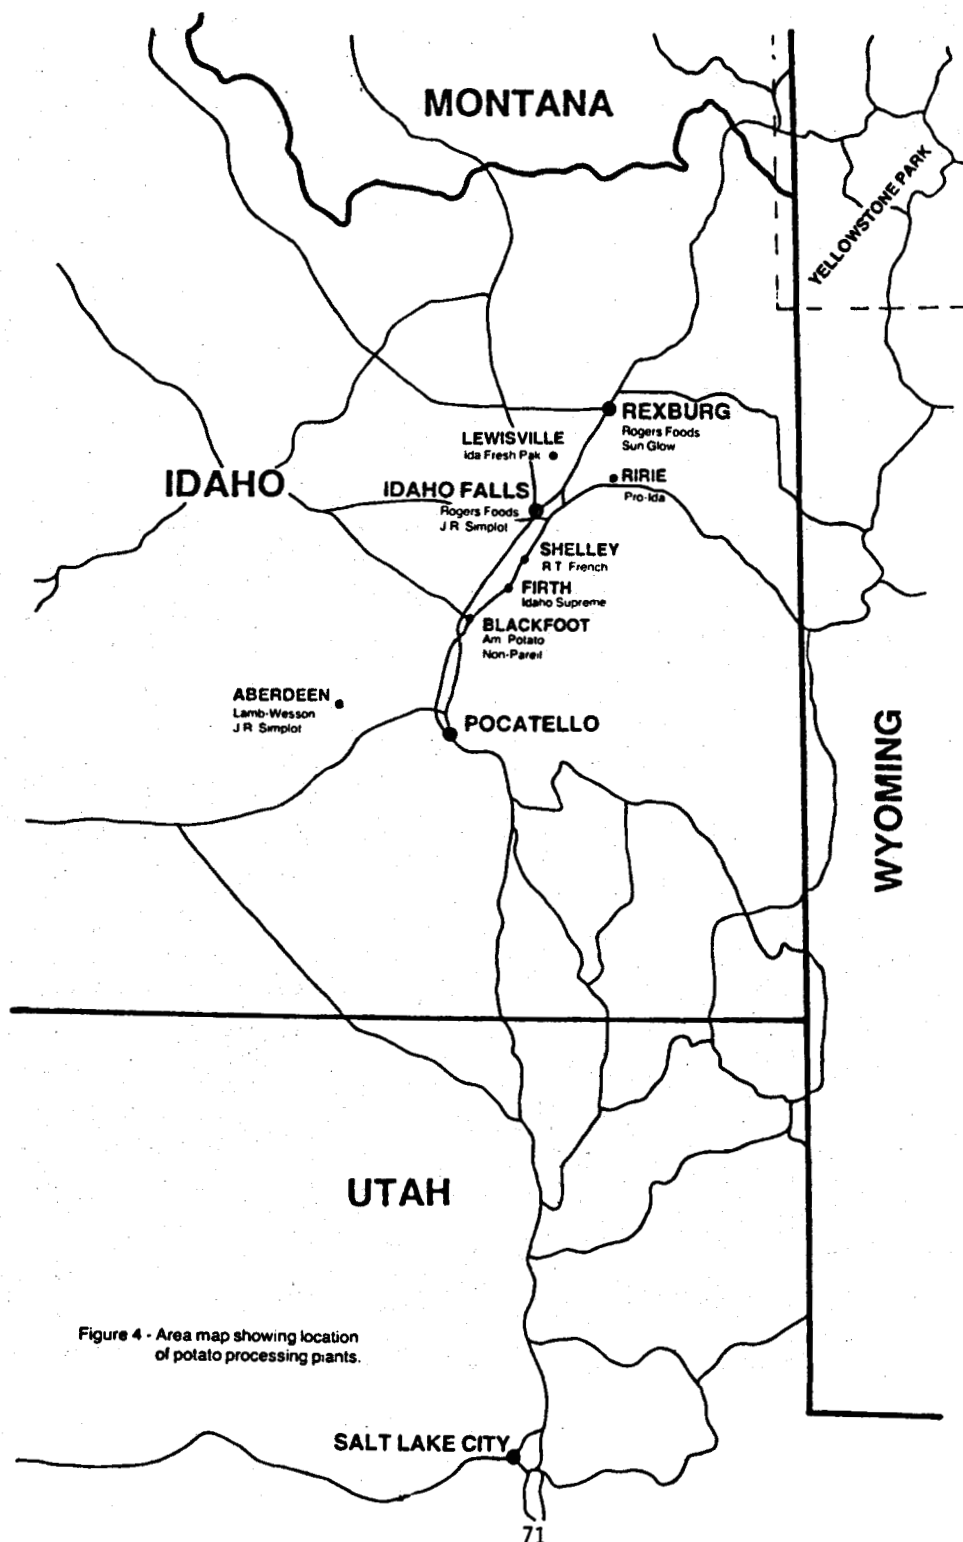 MONTANA
YELLOWSTONE PARK
REXBURG
Rogers Foods
Sun Glow
LEWISVILLE
Ida Fresh Pak
IDAHO
IDAHO FALLS
Rogers Foods
J R Simplot
RIRIE
Pro-Ida
SHELLEY
R T French
FIRTH
Idaho Supreme
BLACKFOOT
Am Potato
Non-Pareil
ABERDEEN
Lamb-Wesson
J R Simplot
POCATELLO
WYOMING
UTAH
Figure 4 - Area map showing location
of potato processing plants.
SALT LAKE CITY
71